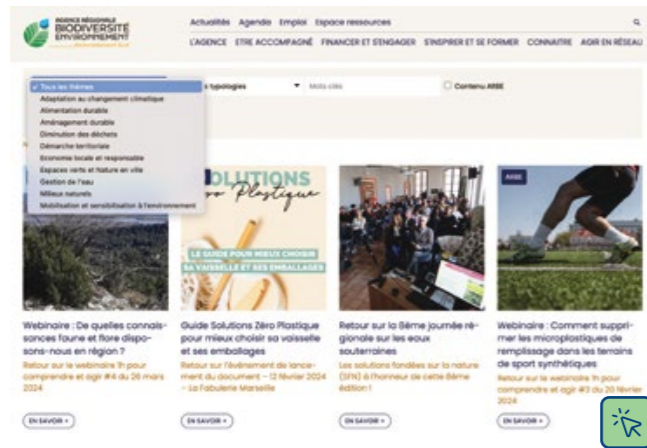 AGENCE RÉGIONALE
BIODIVERSITÉ
ENVIRONNEMENT
Actualités Agenda Emploi Espace ressources
L'AGENCE ETRE ACCOMPAGNÉ FINANCER ET S'ENGAGER S'INSPIRER ET SE FORMER CONNAITRE AGIR EN RÉSEAU
✓ Tous les thèmes
Adaptation au changement climatique
Alimentation durable
Aménagement durable
Diminution des déchets
Démarche territoriale
Economie locale et responsable
Espaces verts et Nature en ville
Gestion de l'eau
Milieux naturels
Mobilisation et sensibilisation à l'environnement
typologies
Mots clés
Contenu ARBE
OLUTIONS
Plastique
LE GUIDE POUR MIEUX CHOISIR
SA VAISSELLE ET SES EMBALLAGES
ARBE
Webinaire : De quelles connais-
sances faune et flore dispo-
sons-nous en région ?
Retour sur le webinaire 1h pour
comprendre et agir #4 du 26 mars
2024
EN SAVOIR +
Guide Solutions Zéro Plastique
pour mieux choisir sa vaisselle
et ses emballages
Retour sur l'évènement de lance-
ment du document – 12 février 2024
– La Fabulerie Marseille
EN SAVOIR +
Retour sur la 8ème journée ré-
gionale sur les eaux
souterraines
Les solutions fondées sur la nature
(SFN) à l'honneur de cette 8ème
édition !
EN SAVOIR +
Webinaire : Comment suppri-
mer les microplastiques de
remplissage dans les terrains
de sport synthétiques
Retour sur le webinaire 1h pour
comprendre et agir #3 du 20 février
2024
EN SAVOIR +